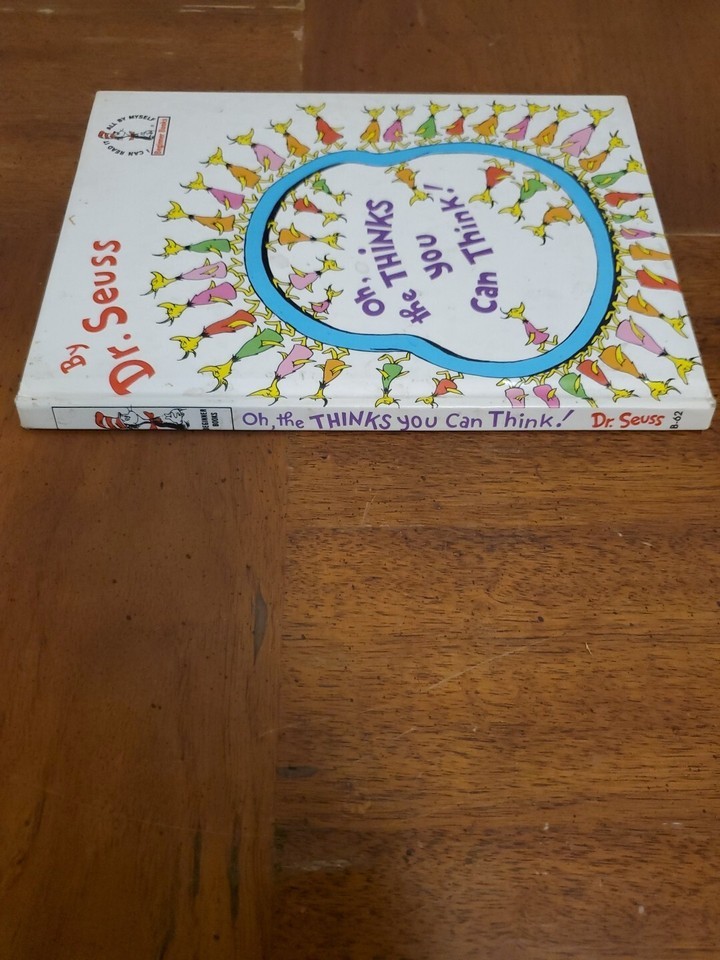 I CAN READ IT ALL BY MYSELF
Beginner Books
Oh,
the THINKS
you
Can Think!
By
Dr. Seuss
BEGINNER
BOOKS
Oh, the THINKS you Can Think! Dr. Seuss B-62